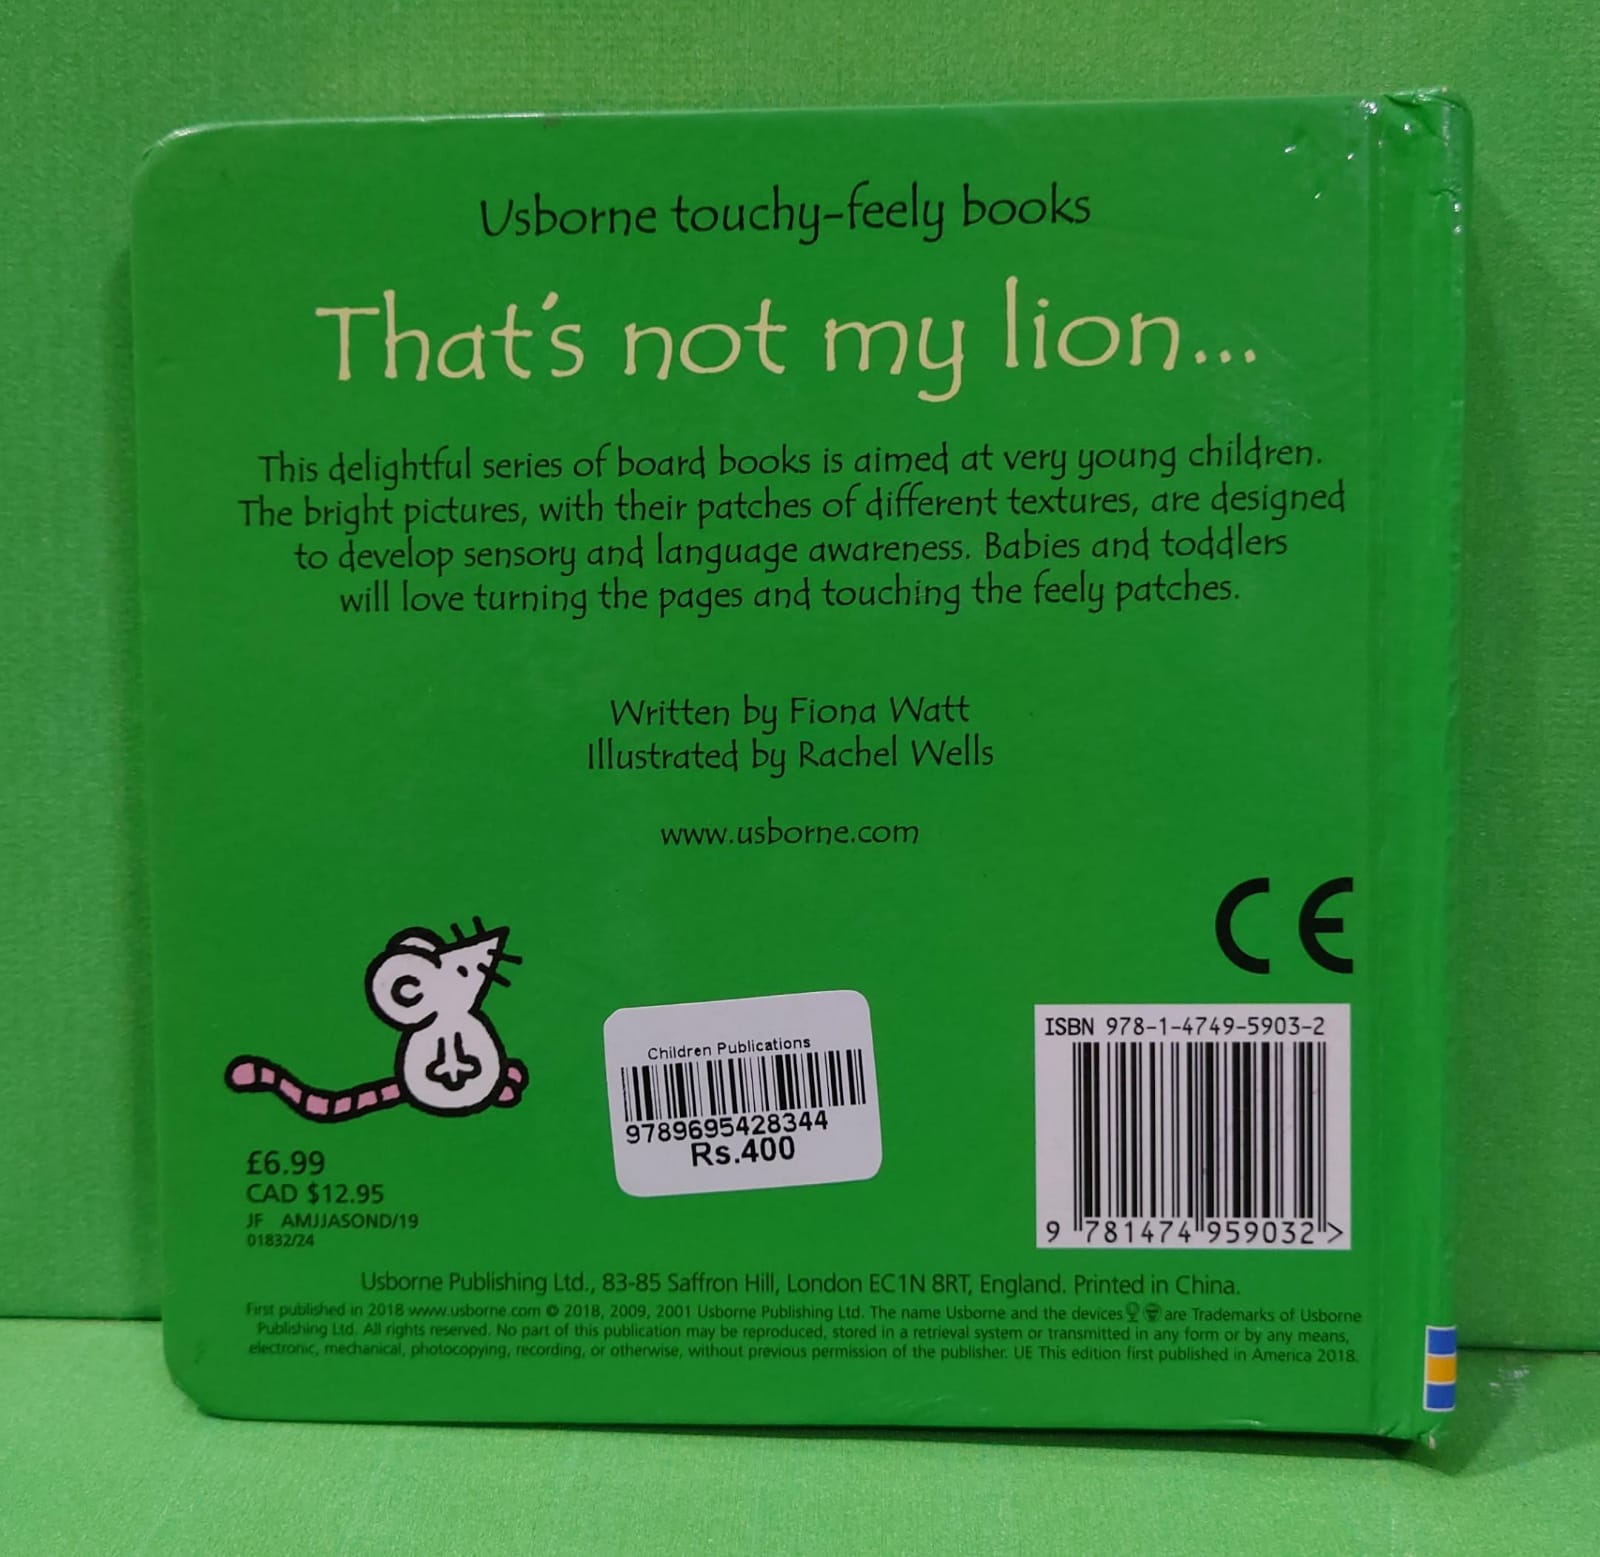 Usborne touchy-feely books
That's not my lion...
This delightful series of board books is aimed at very young children.
The bright pictures, with their patches of different textures, are designed
to develop sensory and language awareness. Babies and toddlers
will love turning the pages and touching the feely patches.
Written by Fiona Watt
Illustrated by Rachel Wells
www.usborne.com
CE
Children Publications
9789695428344
Rs.400
ISBN 978-1-4749-5903-2
9 781474 959032 >
£6.99
CAD $12.95
JF AMJJASOND/19
01832/24
Usborne Publishing Ltd., 83-85 Saffron Hill, London EC1N 8RT, England. Printed in China.
First published in 2018 www.usborne.com © 2018, 2009, 2001 Usborne Publishing Ltd. The name Usborne and the devices are Trademarks of Usborne
Publishing Ltd. All rights reserved. No part of this publication may be reproduced, stored in a retrieval system or transmitted in any form or by any means,
electronic, mechanical, photocopying, recording, or otherwise, without previous permission of the publisher. UE This edition first published in America 2018.